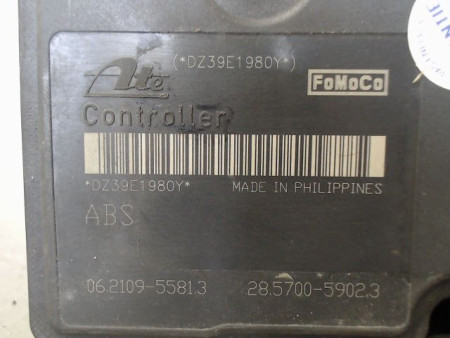 (*DZ39E1980Y*)
Ate
FoMoCo
Controller
*DZ39E1980Y*
MADE IN PHILIPPINES
ABS
06.2109-5581.3
28.5700-5902.3